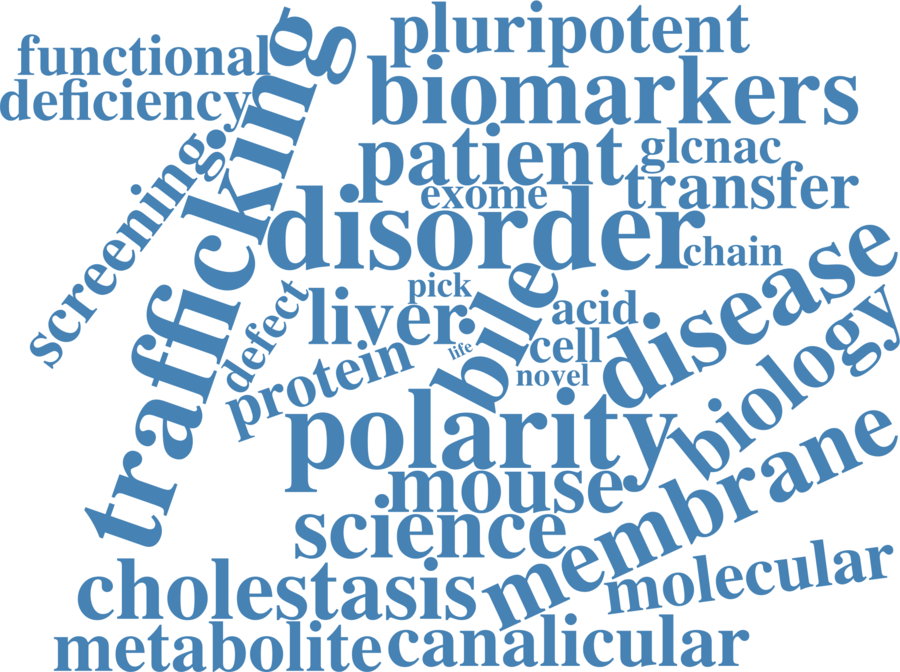 pluripotent
functional
biomarkers
deficiency
trafficking
screening
patient
glcnac
exome
transfer
disorder
chain
disease
pick
bile
liver
acid
defect
life
cell
biology
protein
novel
polarity
membrane
mouse
science
molecular
cholestasis
metabolite
canalicular